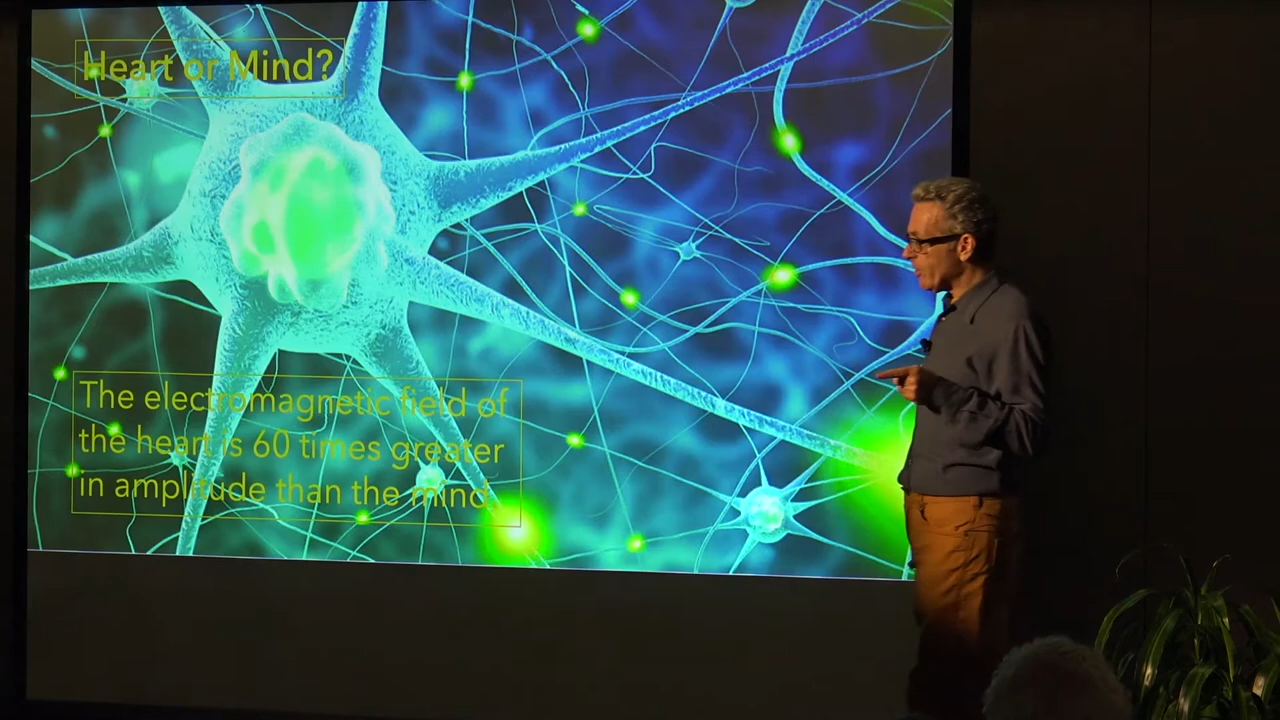 Heart or Mind?
The electromagnetic field of
the heart is 60 times greater
in amplitude than the mind.